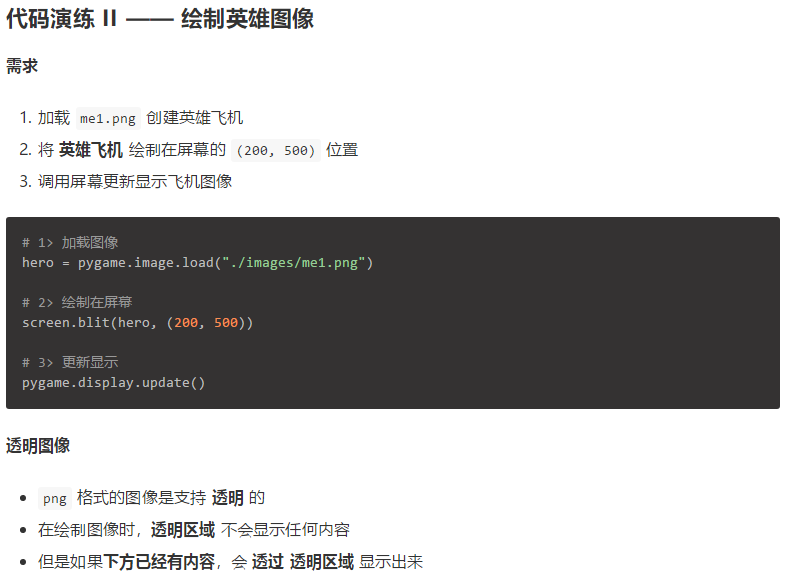 代码演练 II —— 绘制英雄图像
需求
1. 加载 me1.png 创建英雄飞机
2. 将 英雄飞机 绘制在屏幕的 (200, 500) 位置
3. 调用屏幕更新显示飞机图像
# 1> 加载图像
hero = pygame.image.load("./images/me1.png")
# 2> 绘制在屏幕
screen.blit(hero, (200, 500))
# 3> 更新显示
pygame.display.update()
透明图像
• png 格式的图像是支持 透明 的
• 在绘制图像时，透明区域 不会显示任何内容
• 但是如果下方已经有内容，会 透过 透明区域 显示出来